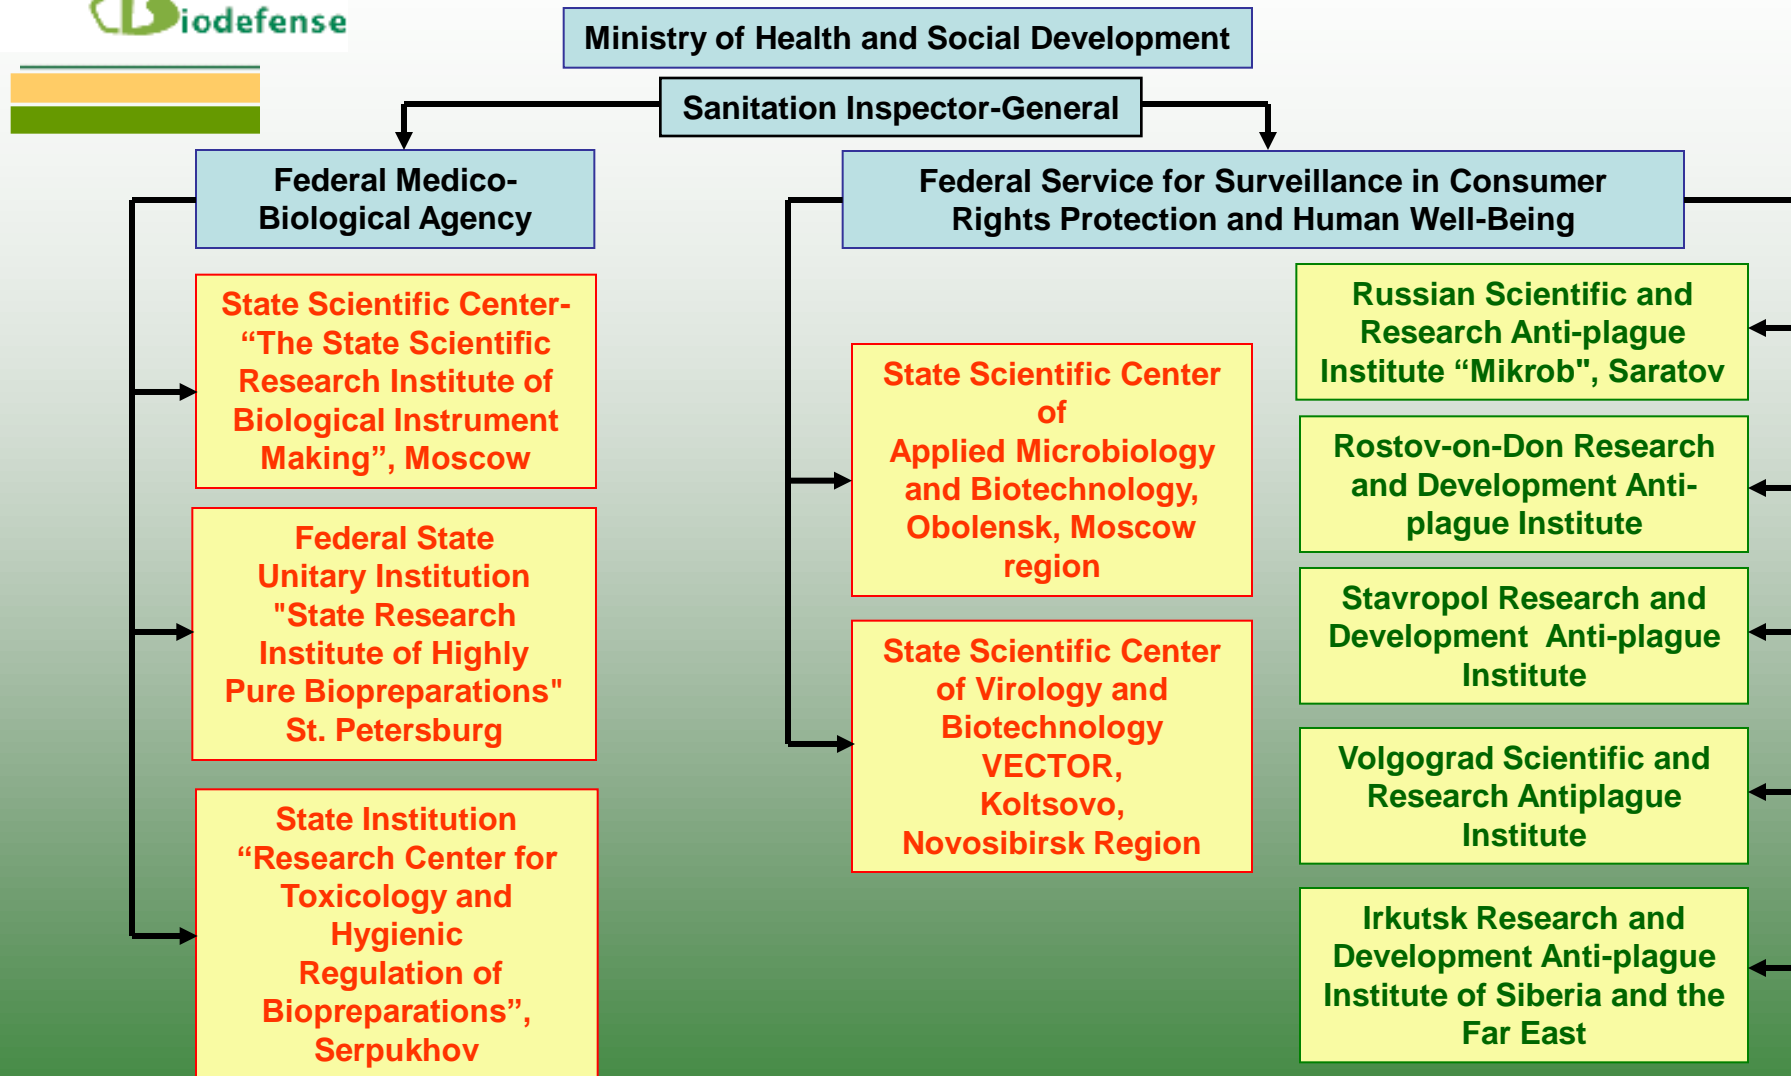 Biodefense
Ministry of Health and Social Development
Sanitation Inspector-General
Federal Medico-
Biological Agency
Federal Service for Surveillance in Consumer
Rights Protection and Human Well-Being
State Scientific Center-
“The State Scientific
Research Institute of
Biological Instrument
Making”, Moscow
Federal State
Unitary Institution
"State Research
Institute of Highly
Pure Biopreparations"
St. Petersburg
State Institution
“Research Center for
Toxicology and
Hygienic
Regulation of
Biopreparations”,
Serpukhov
State Scientific Center
of
Applied Microbiology
and Biotechnology,
Obolensk, Moscow
region
State Scientific Center
of Virology and
Biotechnology
VECTOR,
Koltsovo,
Novosibirsk Region
Russian Scientific and
Research Anti-plague
Institute “Mikrob", Saratov
Rostov-on-Don Research
and Development Anti-
plague Institute
Stavropol Research and
Development Anti-plague
Institute
Volgograd Scientific and
Research Antiplague
Institute
Irkutsk Research and
Development Anti-plague
Institute of Siberia and the
Far East